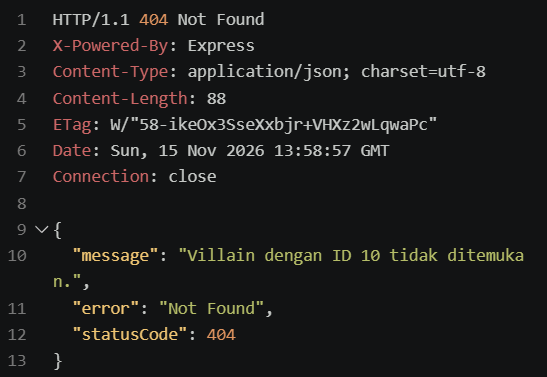 1 HTTP/1.1 404 Not Found
2 X-Powered-By: Express
3 Content-Type: application/json; charset=utf-8
4 Content-Length: 88
5 ETag: W/"58-ikeOx3SseXxbjr+VHXz2wLqwaPc"
6 Date: Sun, 15 Nov 2026 13:58:57 GMT
7 Connection: close
8
9 {
10 "message": "Villain dengan ID 10 tidak ditemuka
n.",
11 "error": "Not Found",
12 "statusCode": 404
13 }